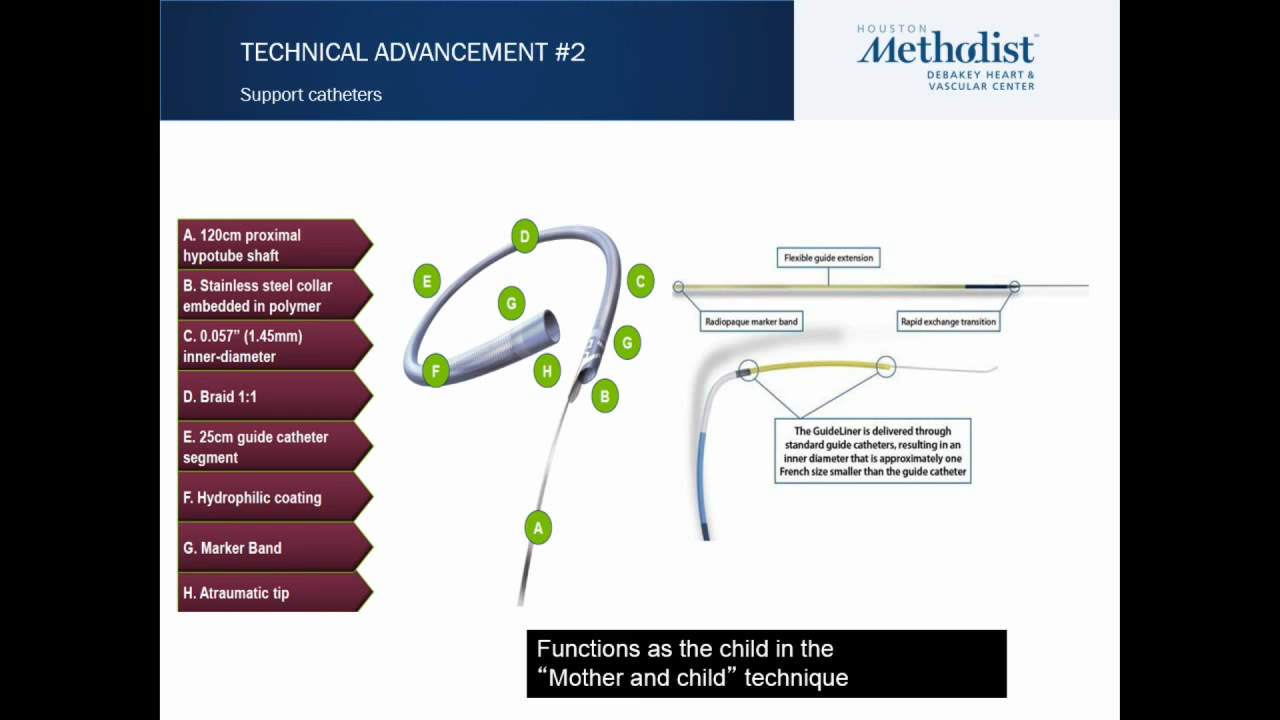 TECHNICAL ADVANCEMENT #2
Support catheters
HOUSTON
Methodist
DEBAKEY HEART &
VASCULAR CENTER
A. 120cm proximal
hypotube shaft
B. Stainless steel collar
embedded in polymer
C. 0.057” (1.45mm)
inner-diameter
D. Braid 1:1
E. 25cm guide catheter
segment
F. Hydrophilic coating
G. Marker Band
H. Atraumatic tip
D
E
C
G
G
F
H
B
A
Flexible guide extension
Radiopaque marker band
Rapid exchange transition
The GuideLiner is delivered through
standard guide catheters, resulting in an
inner diameter that is approximately one
French size smaller than the guide catheter
Functions as the child in the
“Mother and child” technique